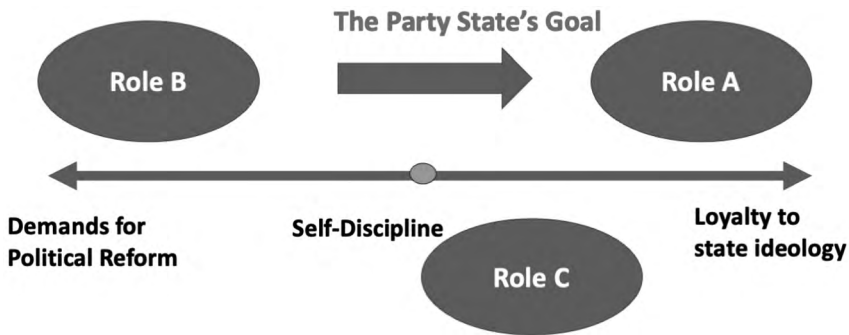 The Party State's Goal
Role B
Role A
Demands for
Political Reform
Self-Discipline
Loyalty to
state ideology
Role C